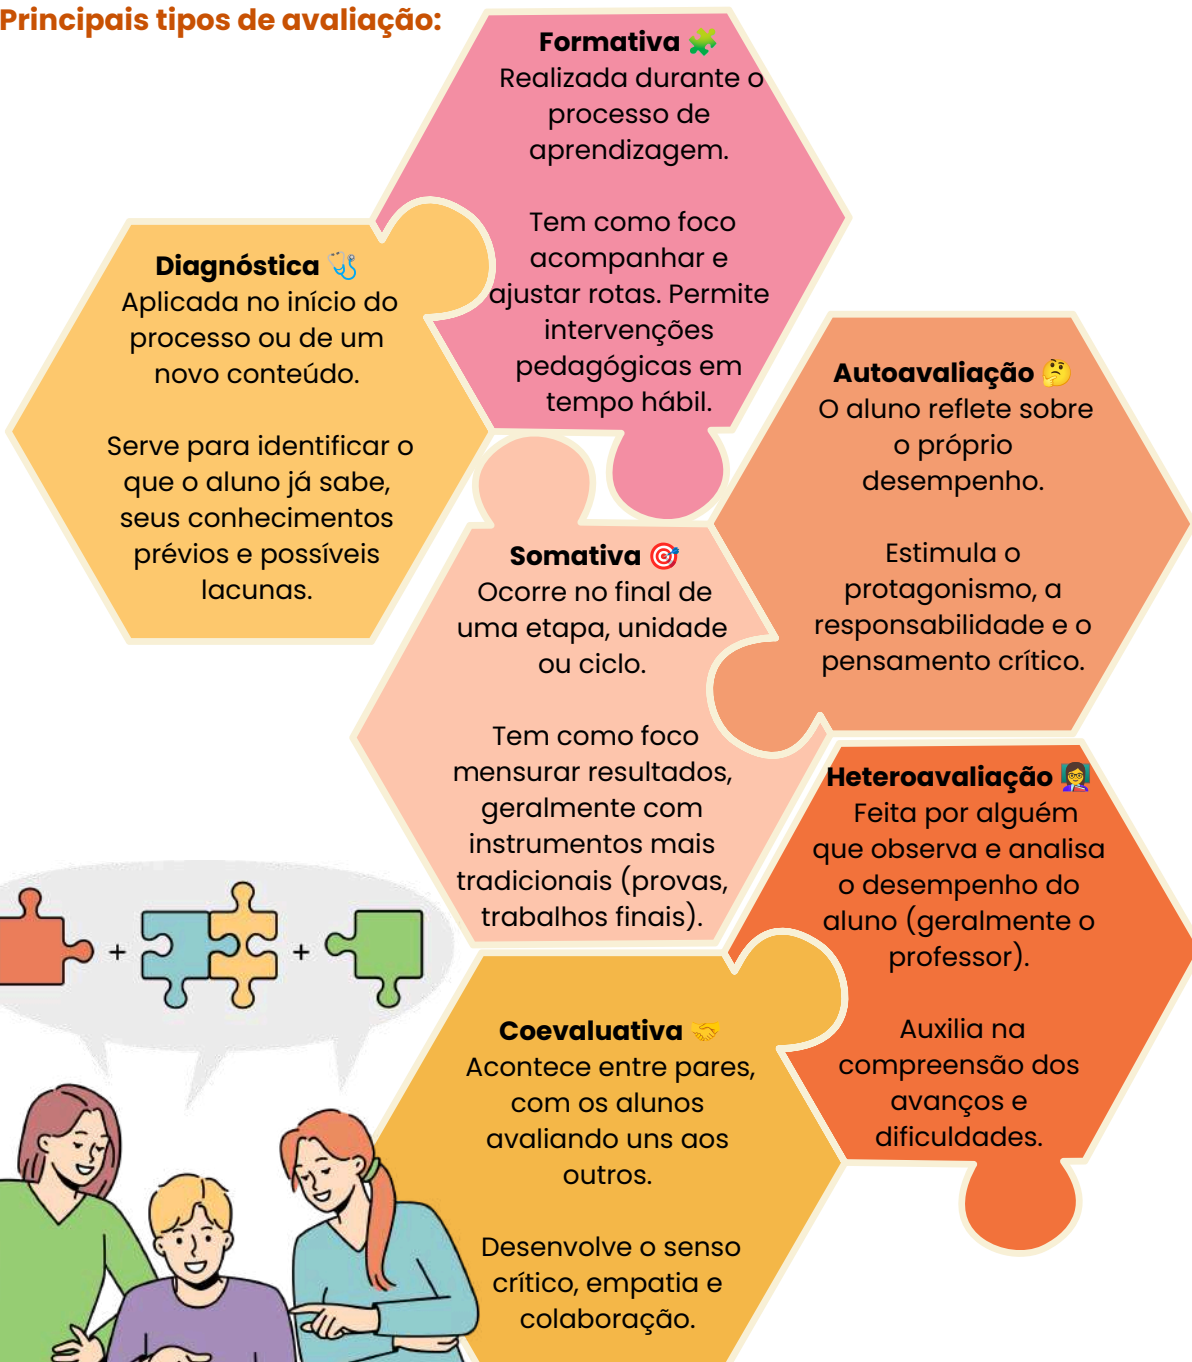 Principais tipos de avaliação:
Formativa 🧩
Realizada durante o
processo de
aprendizagem.
Tem como foco
acompanhar e
ajustar rotas. Permite
intervenções
pedagógicas em
tempo hábil.
Diagnóstica 🩺
Aplicada no início do
processo ou de um
novo conteúdo.
Serve para identificar o
que o aluno já sabe,
seus conhecimentos
prévios e possíveis
lacunas.
Autoavaliação 🤔
O aluno reflete sobre
o próprio
desempenho.
Estimula o
protagonismo, a
responsabilidade e o
pensamento crítico.
Somativa 🎯
Ocorre no final de
uma etapa, unidade
ou ciclo.
Tem como foco
mensurar resultados,
geralmente com
instrumentos mais
tradicionais (provas,
trabalhos finais).
Heteroavaliação 👩‍🏫
Feita por alguém
que observa e analisa
o desempenho do
aluno (geralmente o
professor).
Auxilia na
compreensão dos
avanços e
dificuldades.
Coevaluativa 🤝
Acontece entre pares,
com os alunos
avaliando uns aos
outros.
Desenvolve o senso
crítico, empatia e
colaboração.
+ +